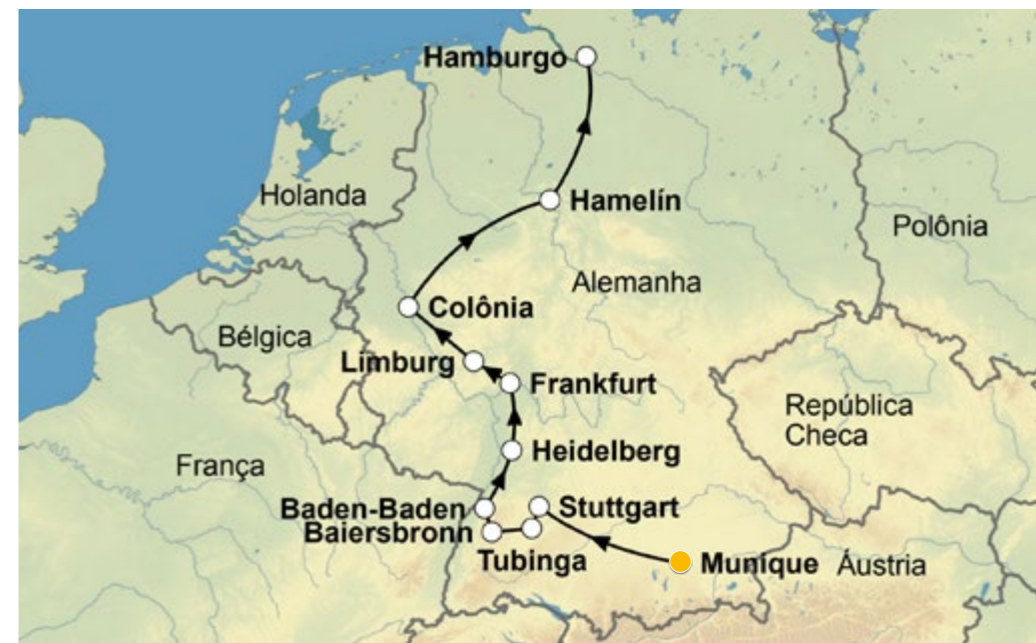 Hamburgo
Holanda
Hamelín
Polônia
Alemanha
Colônia
Bélgica
Limburg
Frankfurt
República
Checa
Heidelberg
França
Baden-Baden
Stuttgart
Baiersbronn
Tubinga
Munique
Áustria